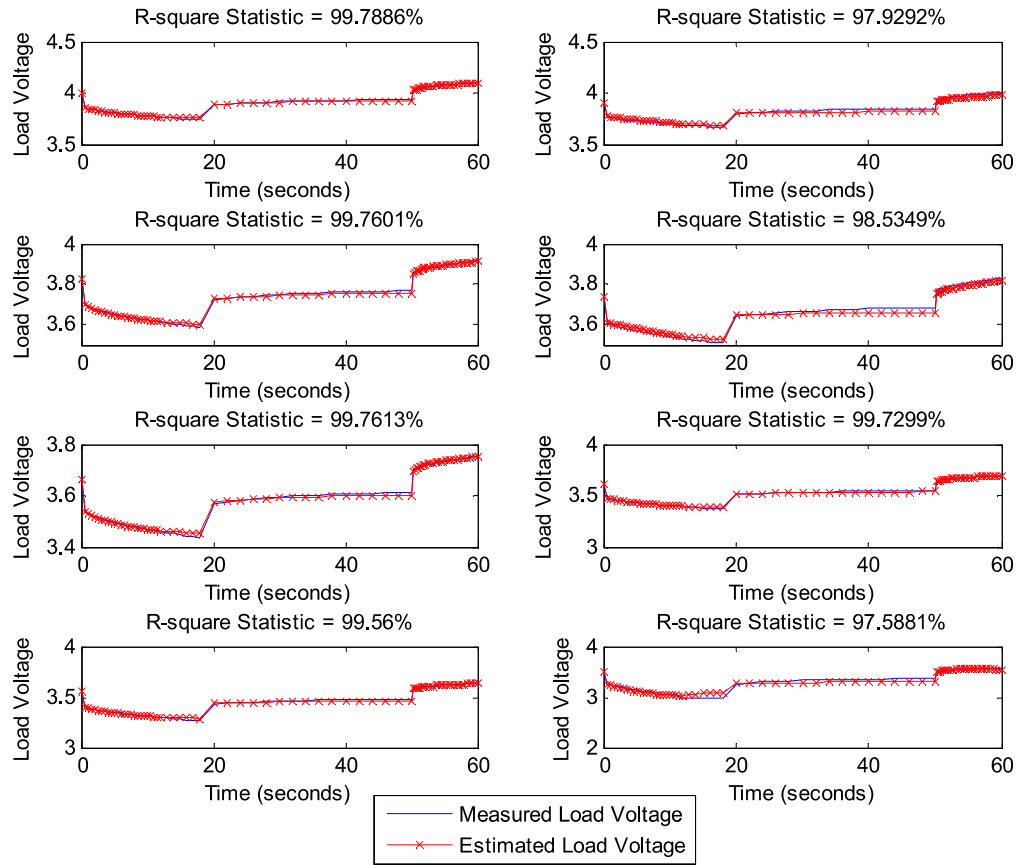 R-square Statistic = 99.7886%
Load Voltage
4.5
4
3.5
0 20 40 60
Time (seconds)
R-square Statistic = 97.9292%
Load Voltage
4.5
4
3.5
0 20 40 60
Time (seconds)
R-square Statistic = 99.7601%
Load Voltage
4
3.8
3.6
0 20 40 60
Time (seconds)
R-square Statistic = 98.5349%
Load Voltage
4
3.8
3.6
0 20 40 60
Time (seconds)
R-square Statistic = 99.7613%
Load Voltage
3.8
3.6
3.4
0 20 40 60
Time (seconds)
R-square Statistic = 99.7299%
Load Voltage
4
3.5
3
0 20 40 60
Time (seconds)
R-square Statistic = 99.56%
Load Voltage
4
3.5
3
0 20 40 60
Time (seconds)
R-square Statistic = 97.5881%
Load Voltage
4
3
2
0 20 40 60
Time (seconds)
Measured Load Voltage
Estimated Load Voltage